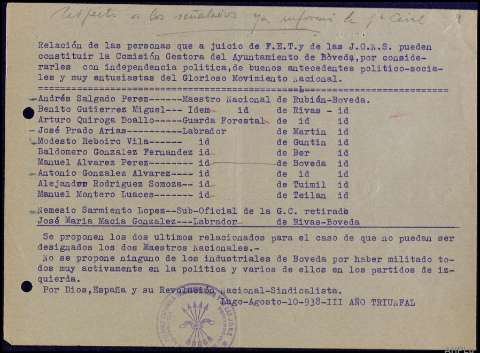 Respecto a los señalados ya informó la Gª Civil
Relación de las personas que a juicio de F.E.T.y de las J.O.N.S. pueden
constituir la Comisión Gestora del Ayuntamiento de Bóveda,por conside-
rarles con independencia politica,de buenos antecedentes politico-socia-
les y muy entusiastas del Glorioso Movimiento Nacional.
Andrés Salgado Perez------Maestro Nacional de Rubián-Boveda.
Benito Gutierrez Miguel---Idem id de Rivas - id
Arturo Quiroga Doallo-----Guarda Forestal de id id
José Prado Arias----------Labrador de Martin id
Modesto Reboiro Vila------ id de Guntin id
Baldonero Gonzalez Fernandez id de Ber id
Manuel Alvarez Perez------ id de Boveda id
Antonio Gonzalez Alvarez---- id de id id
Alejandro Rodriguez Somoza-- id de Tuimil id
Manuel Montero Luaces------- id de Teilan id
Nemesio Sarmiento Lopez--Sub-Oficial de la G.C. retirado
José Maria Macia Gonzalez--Labrador de Rivas-Boveda
Se proponen los dos ultimos relacionados para el caso de que no puedan ser
designados los dos Maestros Nacionales.-
No se propone ninguno de los industriales de Boveda por haber militado to-
dos muy activamente en la politica y varios de ellos en los partidos de iz-
quierda.
Por Dios,España y su Revolución Nacional-Sindicalista.
Lugo-Agosto-10-938-III AÑO TRIUNFAL